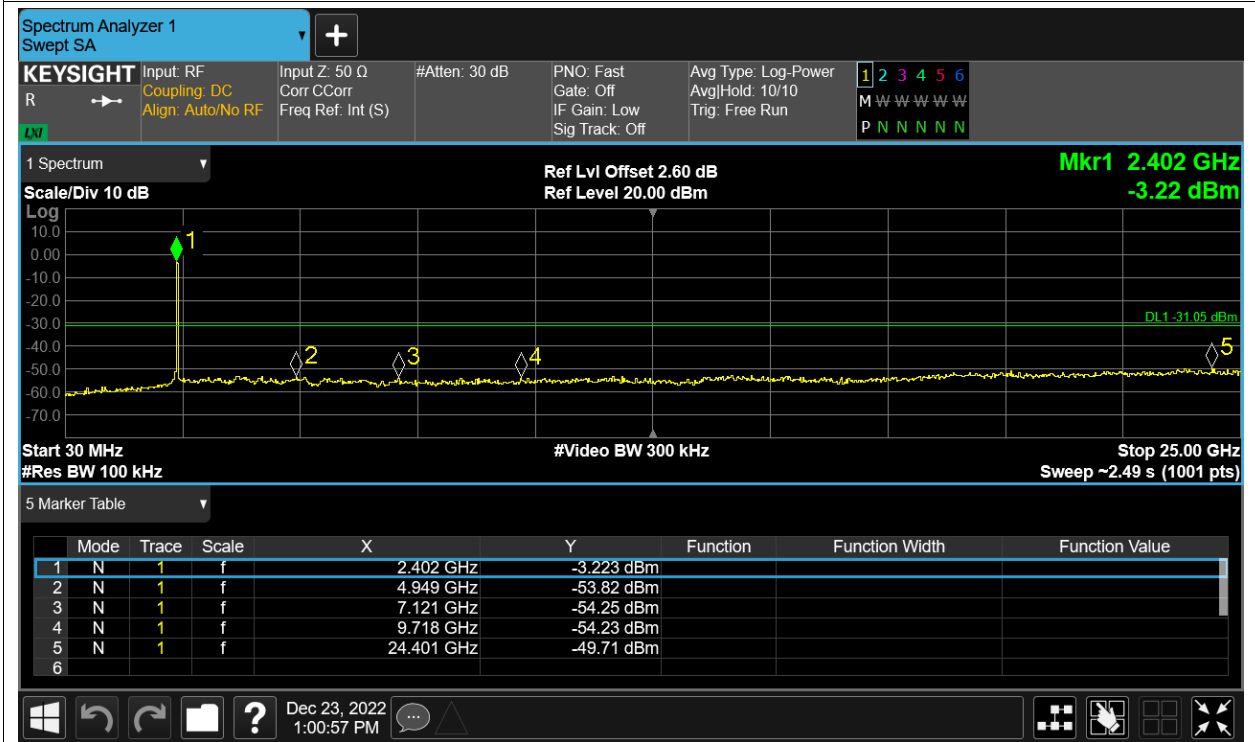 Spectrum Analyzer 1
Swept SA
+
KEYSIGHT
R
LXI
Input: RF
Coupling: DC
Align: Auto/No RF
Input Z: 50 Ω
Corr CCorr
Freq Ref: Int (S)
#Atten: 30 dB
PNO: Fast
Gate: Off
IF Gain: Low
Sig Track: Off
Avg Type: Log-Power
Avg|Hold: 10/10
Trig: Free Run
1 2 3 4 5 6
M W W W W W
P N N N N N
1 Spectrum
Scale/Div 10 dB
Ref Lvl Offset 2.60 dB
Ref Level 20.00 dBm
Mkr1 2.402 GHz
-3.22 dBm
Log
10.0
0.00
-10.0
-20.0
-30.0
-40.0
-50.0
-60.0
-70.0
1
2
3
4
5
DL1 -31.05 dBm
Start 30 MHz
#Res BW 100 kHz
#Video BW 300 kHz
Stop 25.00 GHz
Sweep ~2.49 s (1001 pts)
5 Marker Table
Mode Trace Scale X Y Function Function Width Function Value
1 N 1 f 2.402 GHz -3.223 dBm
2 N 1 f 4.949 GHz -53.82 dBm
3 N 1 f 7.121 GHz -54.25 dBm
4 N 1 f 9.718 GHz -54.23 dBm
5 N 1 f 24.401 GHz -49.71 dBm
6
?
Dec 23, 2022
1:00:57 PM